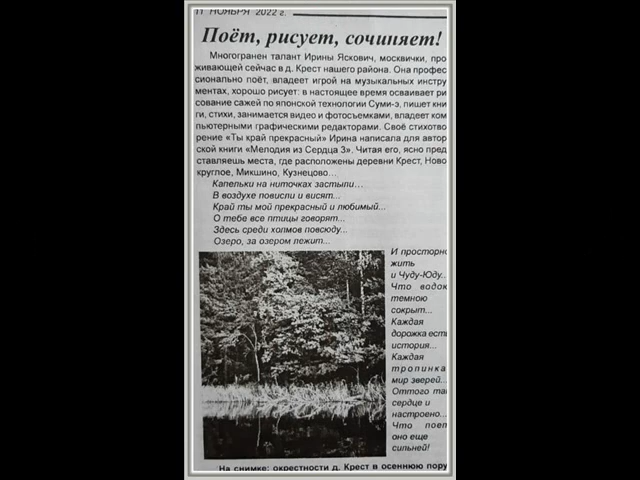 11 НОЯБРЯ 2022 г.
Поёт, рисует, сочиняет!
Многогранен талант Ирины Яскович, москвички, про
живающей сейчас в д. Крест нашего района. Она профес
сионально поёт, владеет игрой на музыкальных инстру
ментах, хорошо рисует: в настоящее время осваивает ри
сование сажей по японской технологии Суми-э, пишет кни
ги, стихи, занимается видео и фотосъемками, владеет ком
пьютерными графическими редакторами. Своё стихотво
рение «Ты край прекрасный» Ирина написала для автор
ской книги «Мелодия из Сердца 3». Читая его, ясно пред
ставляешь места, где расположены деревни Крест, Ново
круглое, Микшино, Кузнецово...
Капельки на ниточках застыли...
В воздухе повисли и висят...
Край ты мой прекрасный и любимый...
О тебе все птицы говорят...
Здесь среди холмов повсюду...
Озеро, за озером лежит...
И просторно
жить
и Чуду-Юду..
Что водою
темною
сокрыт...
Каждая
дорожка есть
история...
Каждая
тропинка
мир зверей...
Оттого так
сердце и
настроено...
Что поет
оно еще
сильней!
На снимке: окрестности д. Крест в осеннюю пору